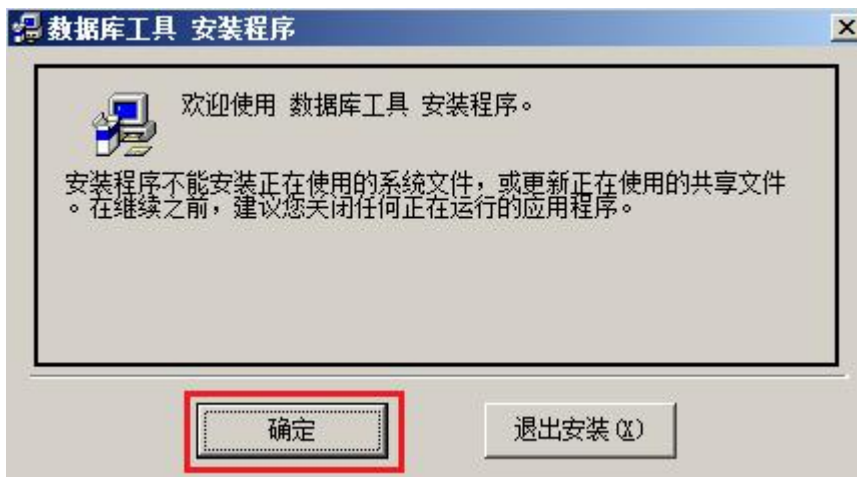 数据库工具 安装程序
欢迎使用 数据库工具 安装程序。
安装程序不能安装正在使用的系统文件，或更新正在使用的共享文件
。在继续之前，建议您关闭任何正在运行的应用程序。
确定
退出安装(X)